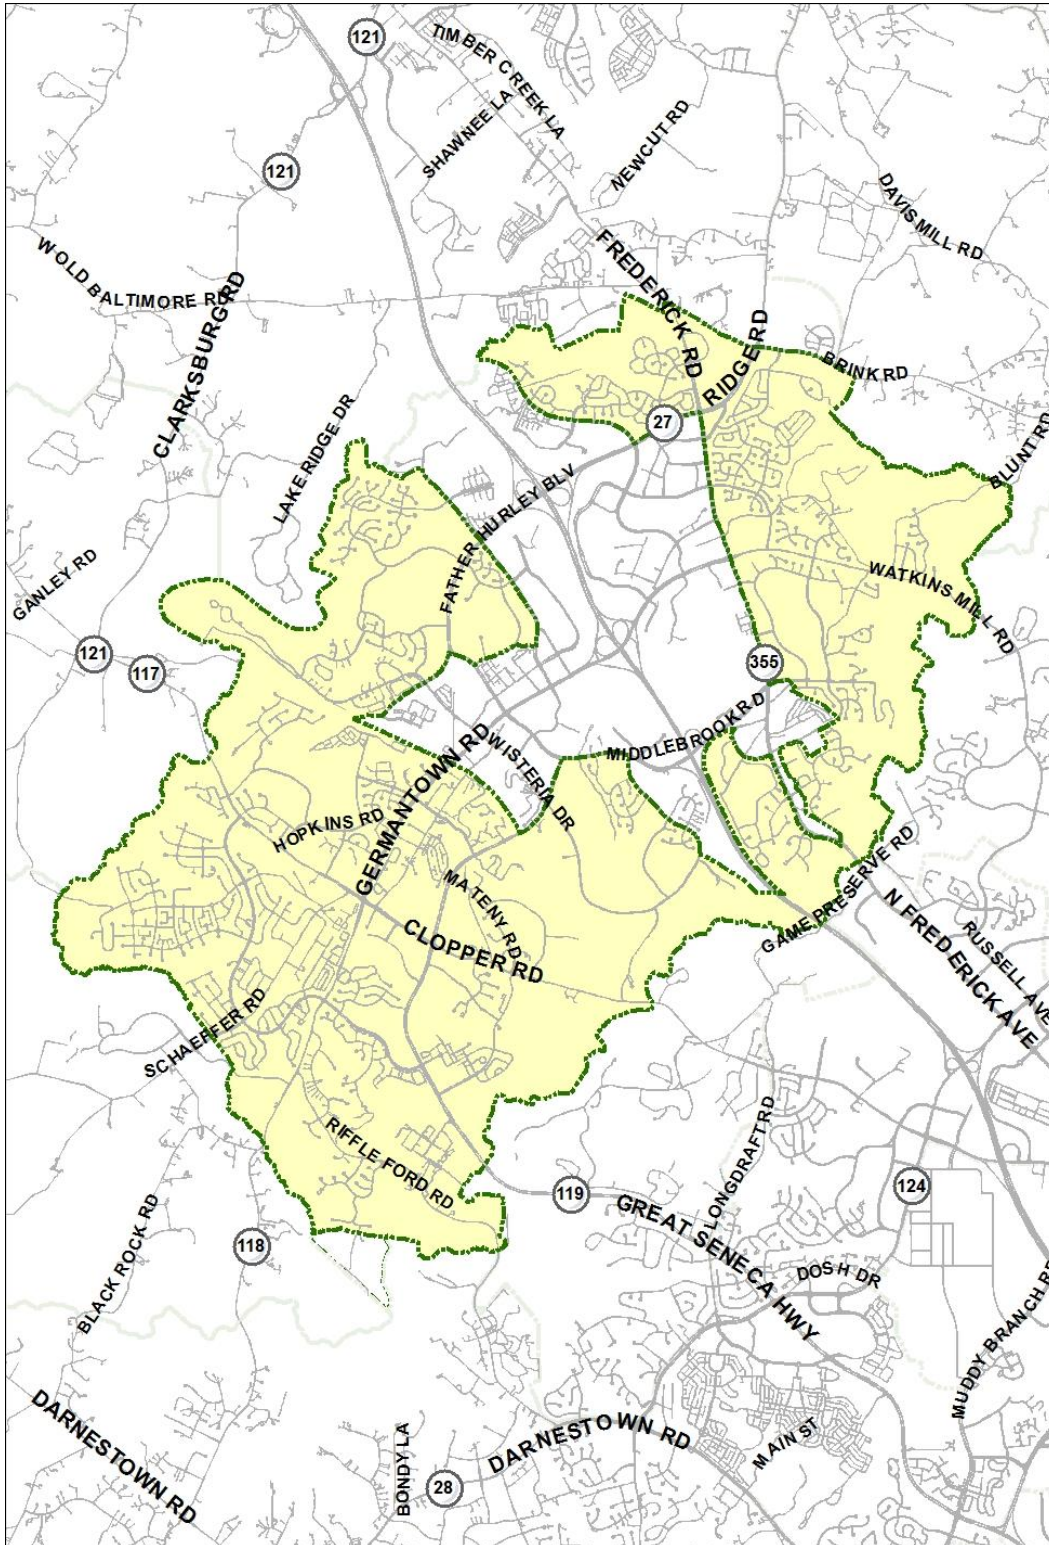 121
TIMBER CREEK LA
SHAWNEE LA
NEWCUT RD
121
DAVIS MILL RD
W OLD BALTIMORE RD
FREDERICK RD
CLARKSBURG RD
RIDGE RD
BRINK RD
27
LAKE RIDGE DR
BLUNT RD
FATHER HURLEY BLV
GANLEY RD
WATKINS MILL RD
121
117
355
MIDDLEBROOK RD
WISTERIA DR
GERMANTOWN RD
HOPKINS RD
MATENY RD
GAME PRESERVE RD
CLOPPER RD
N FREDERICK AVE
RUSSELL AVE
SCHAEFFER RD
RIFFLE FORD RD
LONGDRAFT RD
119
124
GREAT SENECA HWY
118
BLACK ROCK RD
DOSH DR
MUDDY BRANCH RD
DARNESTOWN RD
DARNESTOWN RD
MAIN ST
BONDY LA
28